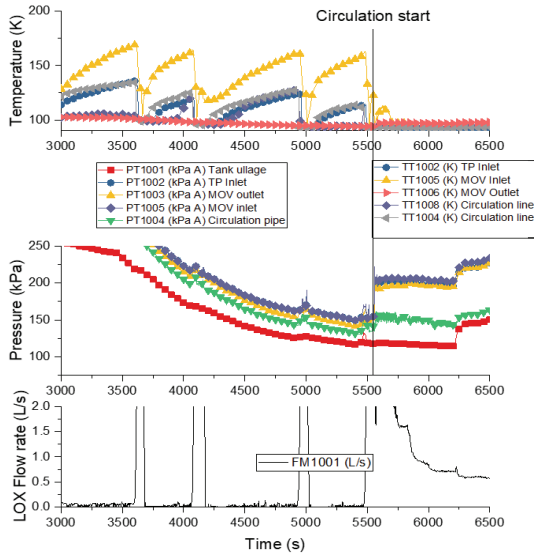 Circulation start
Temperature (K)
200
150
100
3000 3500 4000 4500 5000 5500 6000 6500
PT1001 (kPa A) Tank ullage
PT1002 (kPa A) TP Inlet
PT1003 (kPa A) MOV outlet
PT1005 (kPa A) MOV inlet
PT1004 (kPa A) Circulation pipe
TT1002 (K) TP Inlet
TT1005 (K) MOV Inlet
TT1006 (K) MOV Outlet
TT1008 (K) Circulation line
TT1004 (K) Circulation line
Pressure (kPa)
250
200
150
100
3000 3500 4000 4500 5000 5500 6000 6500
LOX Flow rate (L/s)
2.0
1.5
1.0
0.5
0.0
FM1001 (L/s)
3000 3500 4000 4500 5000 5500 6000 6500
Time (s)